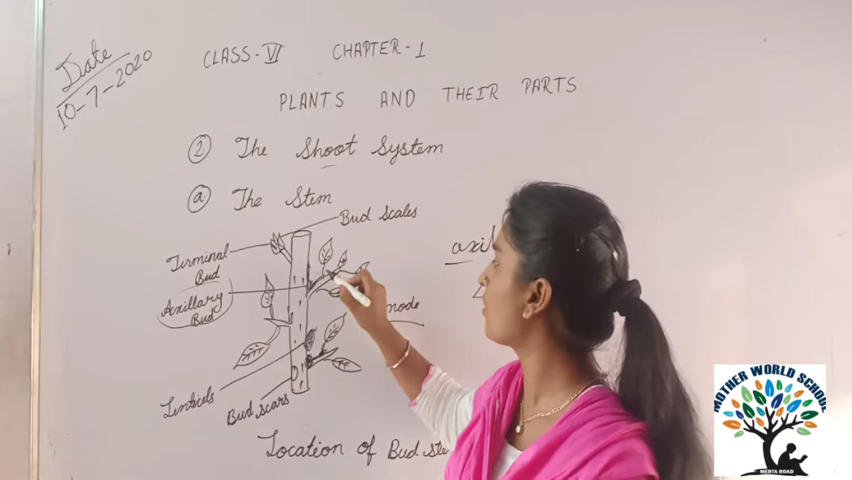 Date
10-7-2020
CLASS-VI CHAPTER-1
PLANTS AND THEIR PARTS
② The Shoot System
ⓐ The Stem
Bud Scales
Terminal
Bud
Axillary
Bud
node
Lenticels
Bud scars
Location of Bud
MOTHER WORLD SCHOOL
MERTA ROAD